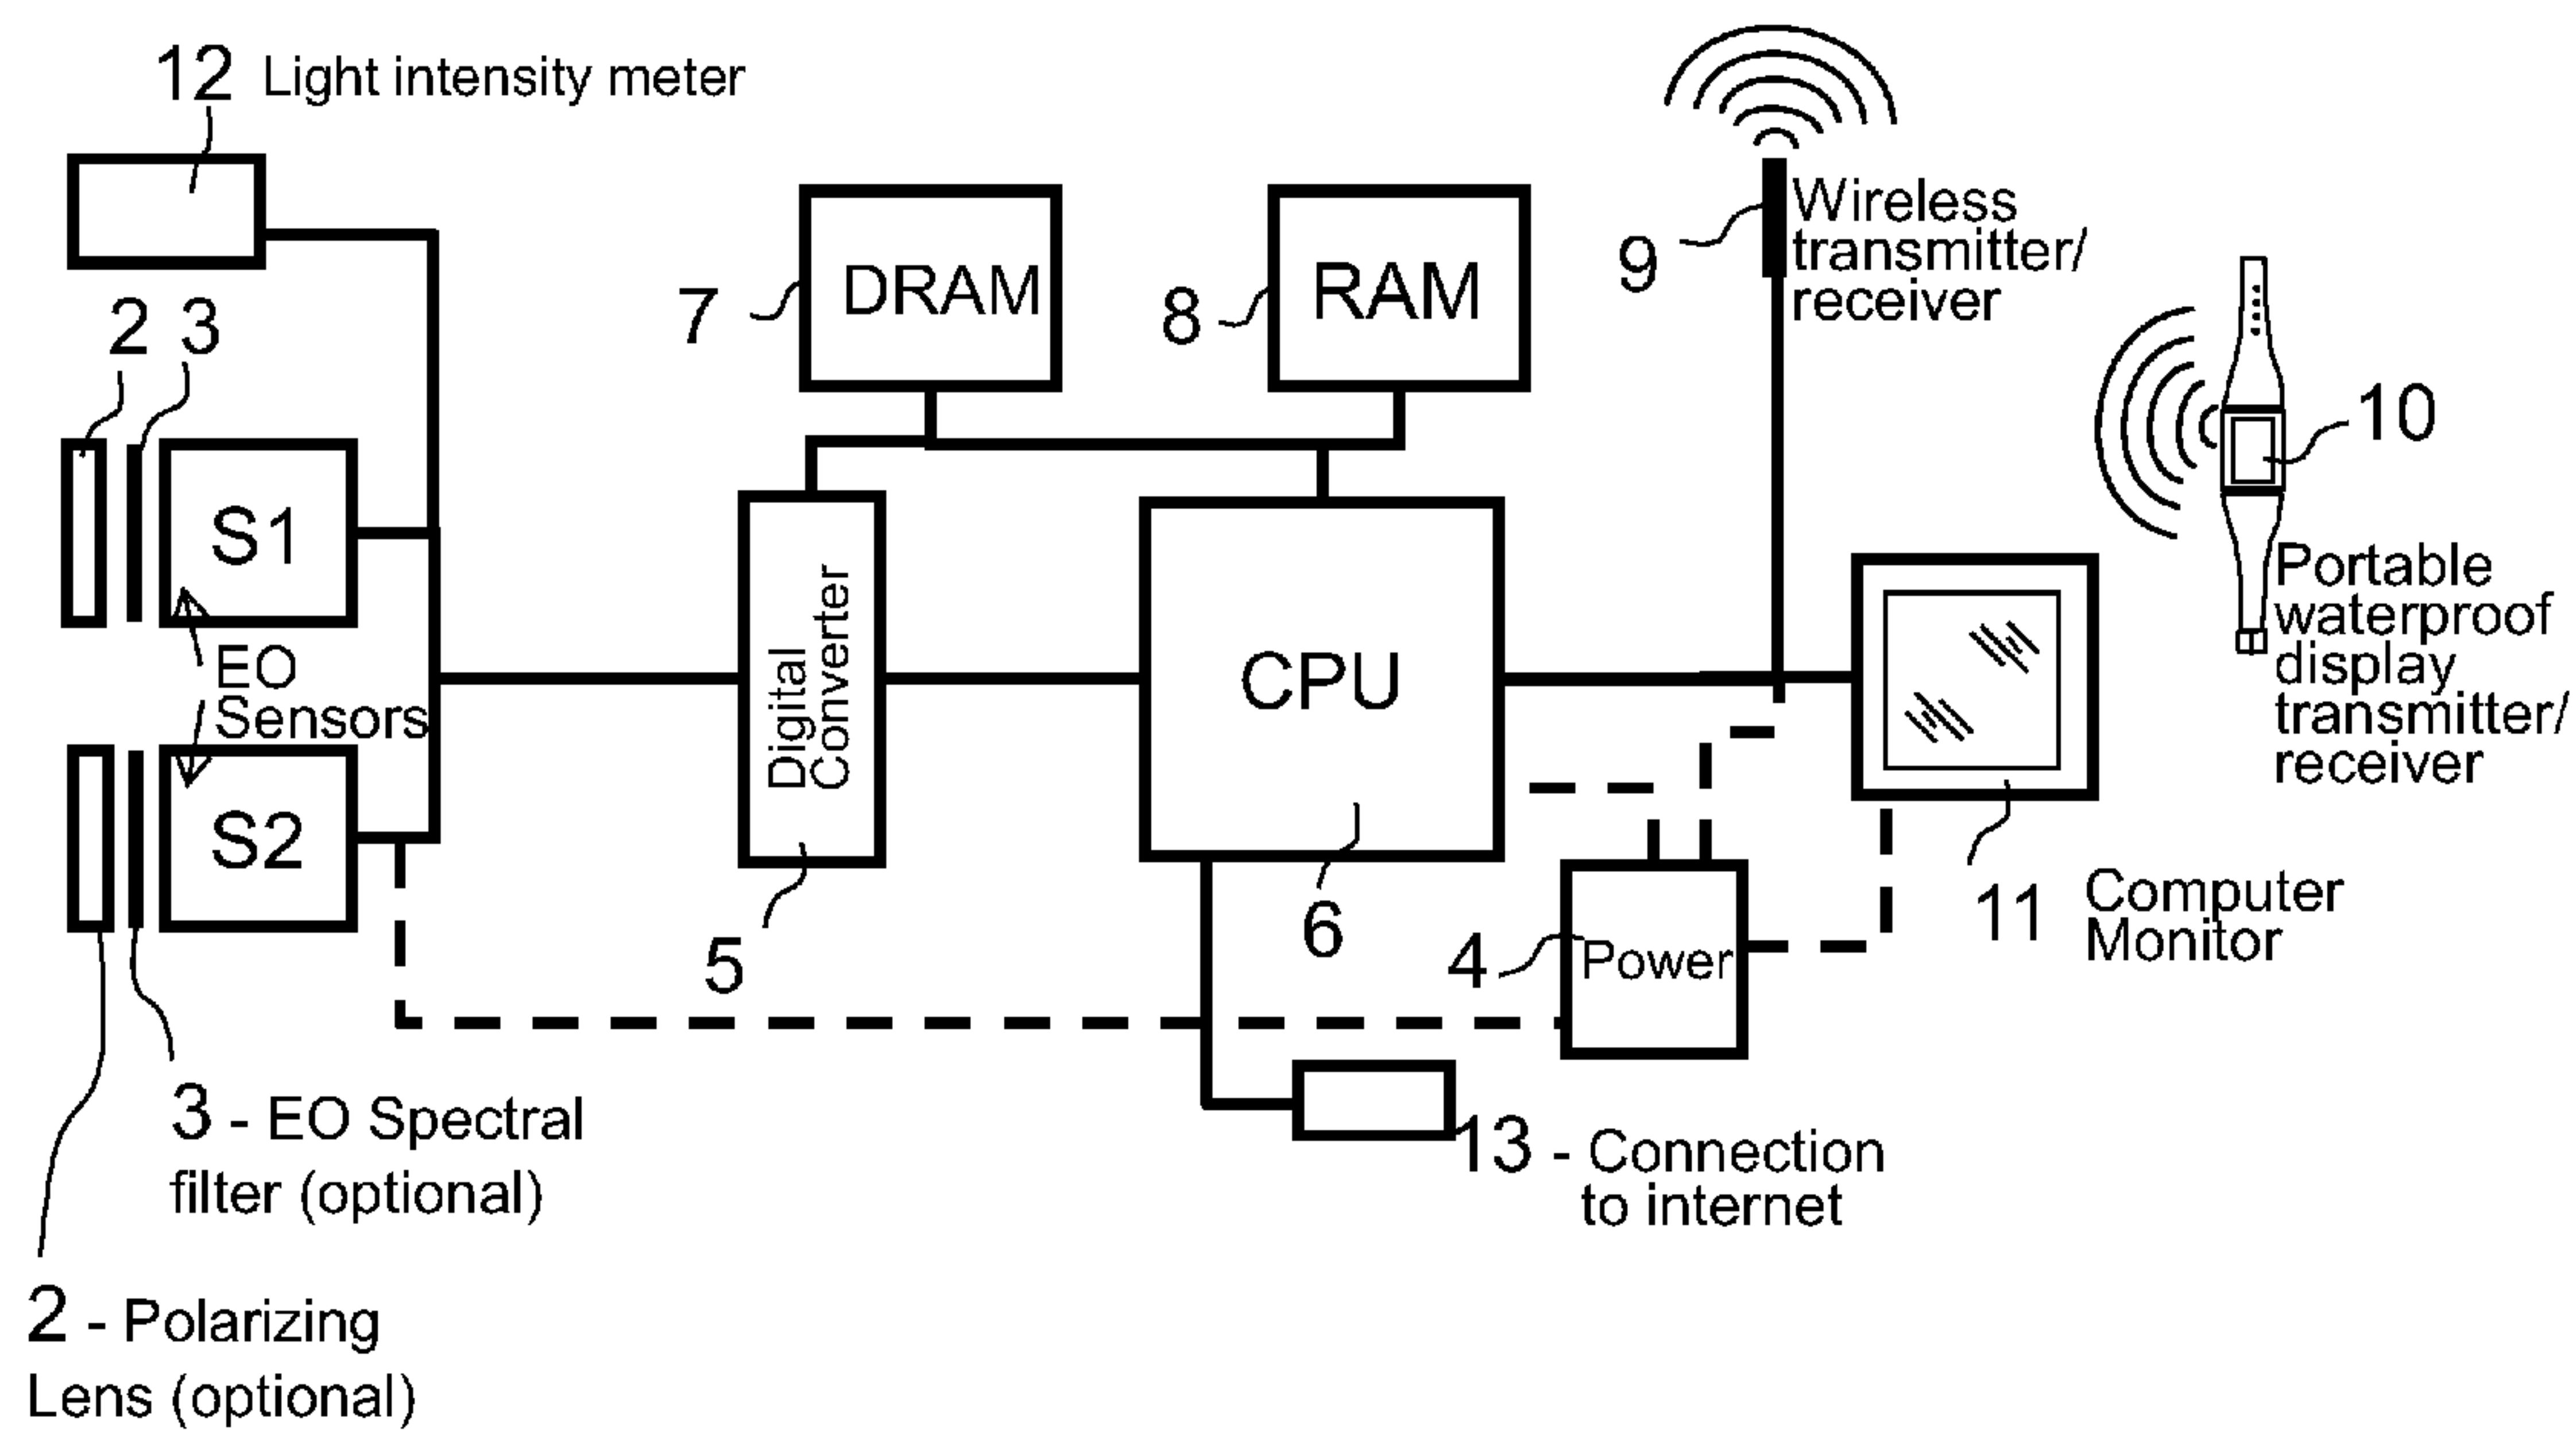 12 Light intensity meter
2 3
S1
EO
Sensors
S2
3 - EO Spectral
filter (optional)
2 - Polarizing
Lens (optional)
7 DRAM
8 RAM
Digital
Converter
5
CPU
6
9 Wireless
transmitter/
receiver
10
Portable
waterproof
display
transmitter/
receiver
11 Computer
Monitor
4 Power
13 - Connection
to internet